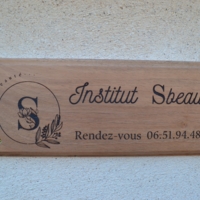 S
Institut Sbeau
Rendez-vous 06:51.94.48